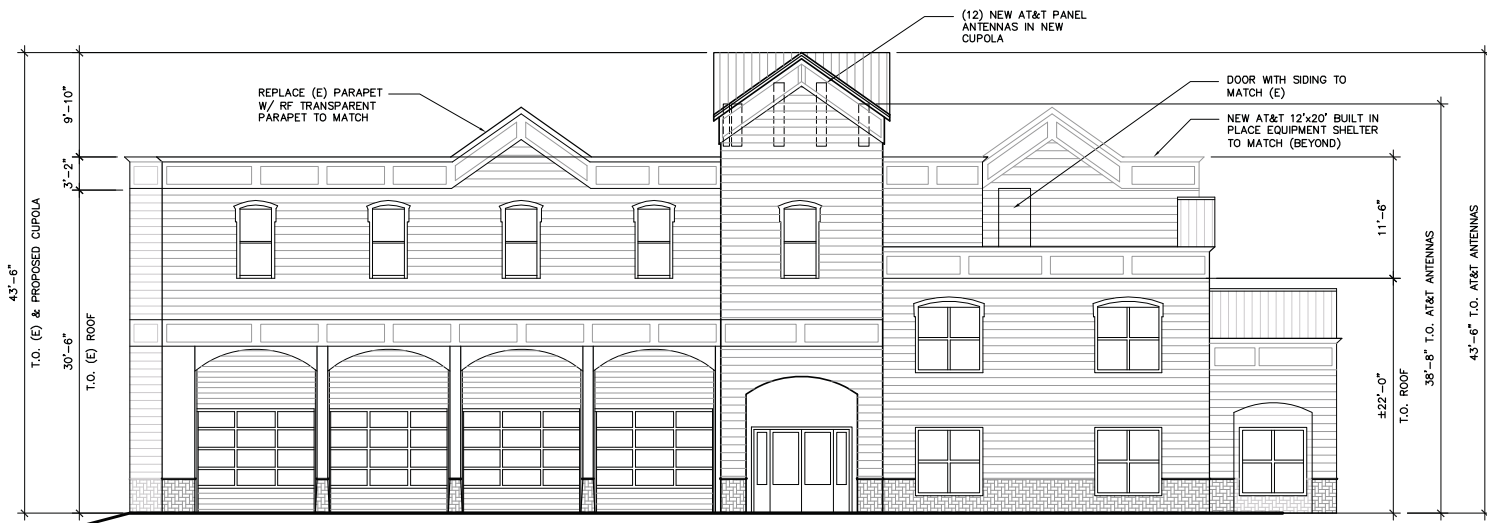 (12) NEW AT&T PANEL
ANTENNAS IN NEW
CUPOLA
REPLACE (E) PARAPET
W/ RF TRANSPARENT
PARAPET TO MATCH
DOOR WITH SIDING TO
MATCH (E)
NEW AT&T 12'x20' BUILT IN
PLACE EQUIPMENT SHELTER
TO MATCH (BEYOND)
43'-6"
T.O. (E) & PROPOSED CUPOLA
9'-10"
3'-2"
30'-6"
T.O. (E) ROOF
11'-6"
±22'-0"
T.O. ROOF
38'-8" T.O. AT&T ANTENNAS
43'-6" T.O. AT&T ANTENNAS